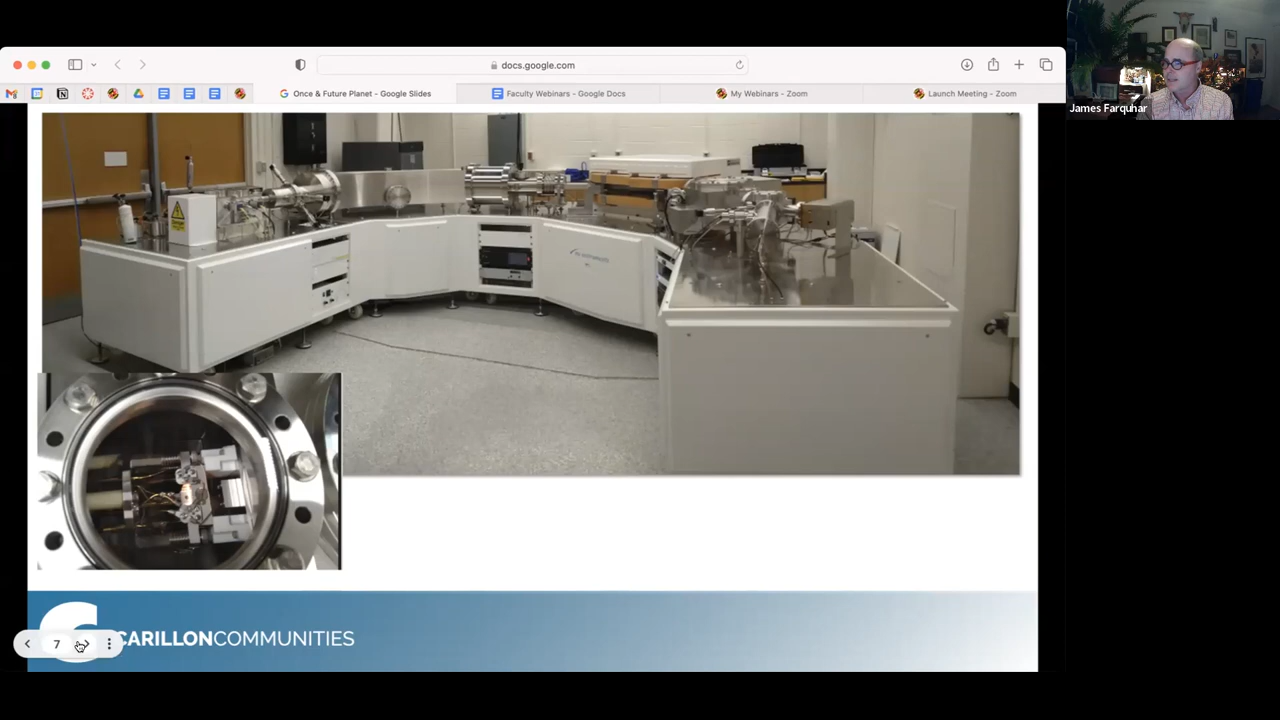 docs.google.com
Once & Future Planet - Google Slides
Faculty Webinars - Google Docs
My Webinars - Zoom
Launch Meeting - Zoom
James Farquhar
7
CARILLONCOMMUNITIES